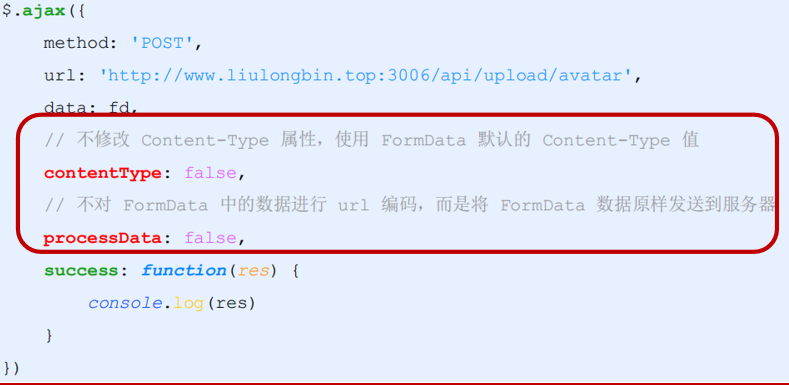 $.ajax({
method: 'POST',
url: 'http://www.liulongbin.top:3006/api/upload/avatar',
data: fd,
// 不修改 Content-Type 属性，使用 FormData 默认的 Content-Type 值
contentType: false,
// 不对 FormData 中的数据进行 url 编码，而是将 FormData 数据原样发送到服务器
processData: false,
success: function(res) {
console.log(res)
}
})